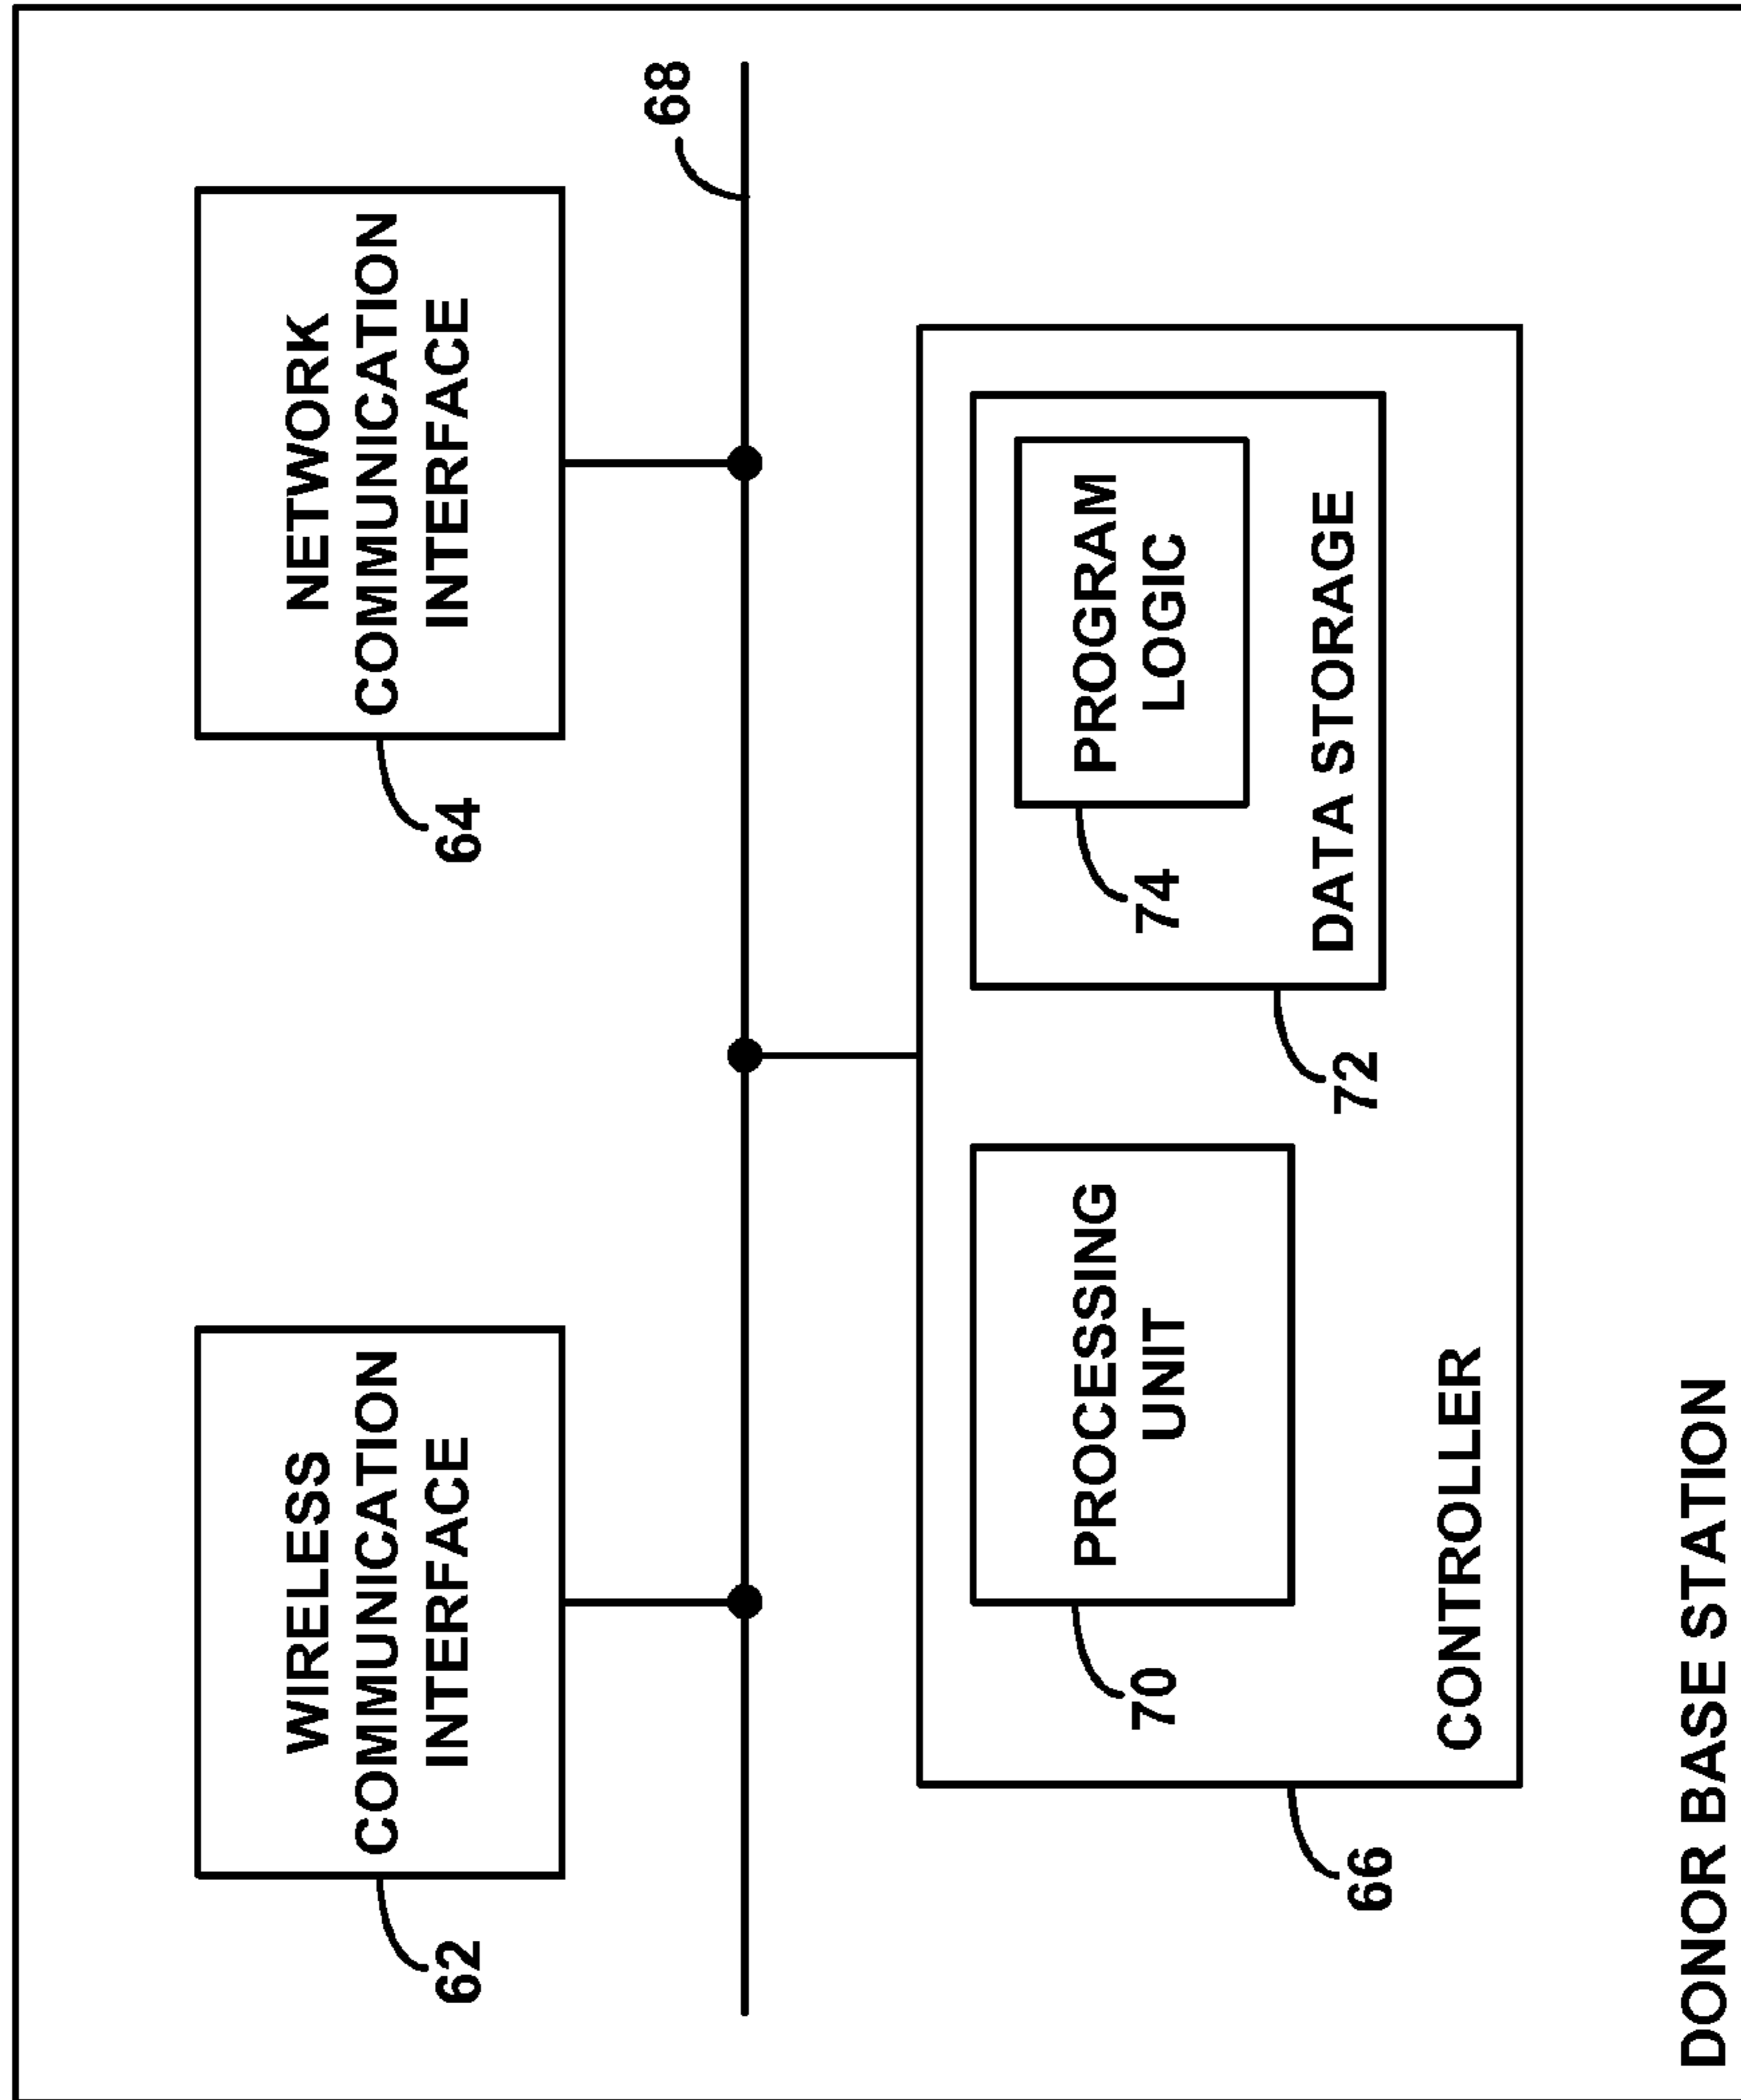 WIRELESS
COMMUNICATION
INTERFACE
62
NETWORK
COMMUNICATION
INTERFACE
64
68
PROCESSING
UNIT
70
PROGRAM
LOGIC
74
DATA STORAGE
72
CONTROLLER
66
DONOR BASE STATION